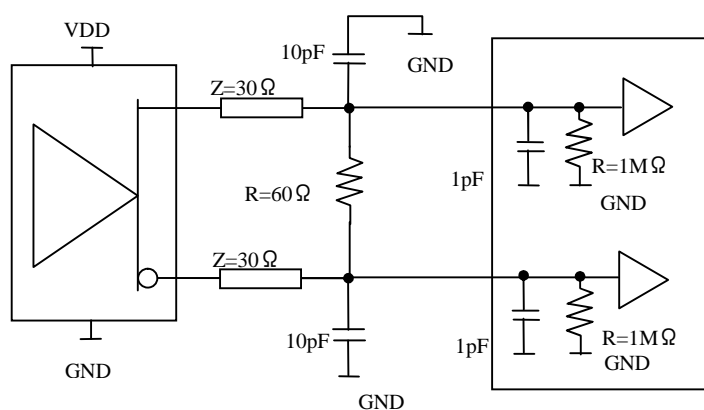 VDD
10pF
GND
Z=30Ω
R=60Ω
1pF
R=1MΩ
GND
Z=30Ω
10pF
1pF
R=1MΩ
GND
GND
GND